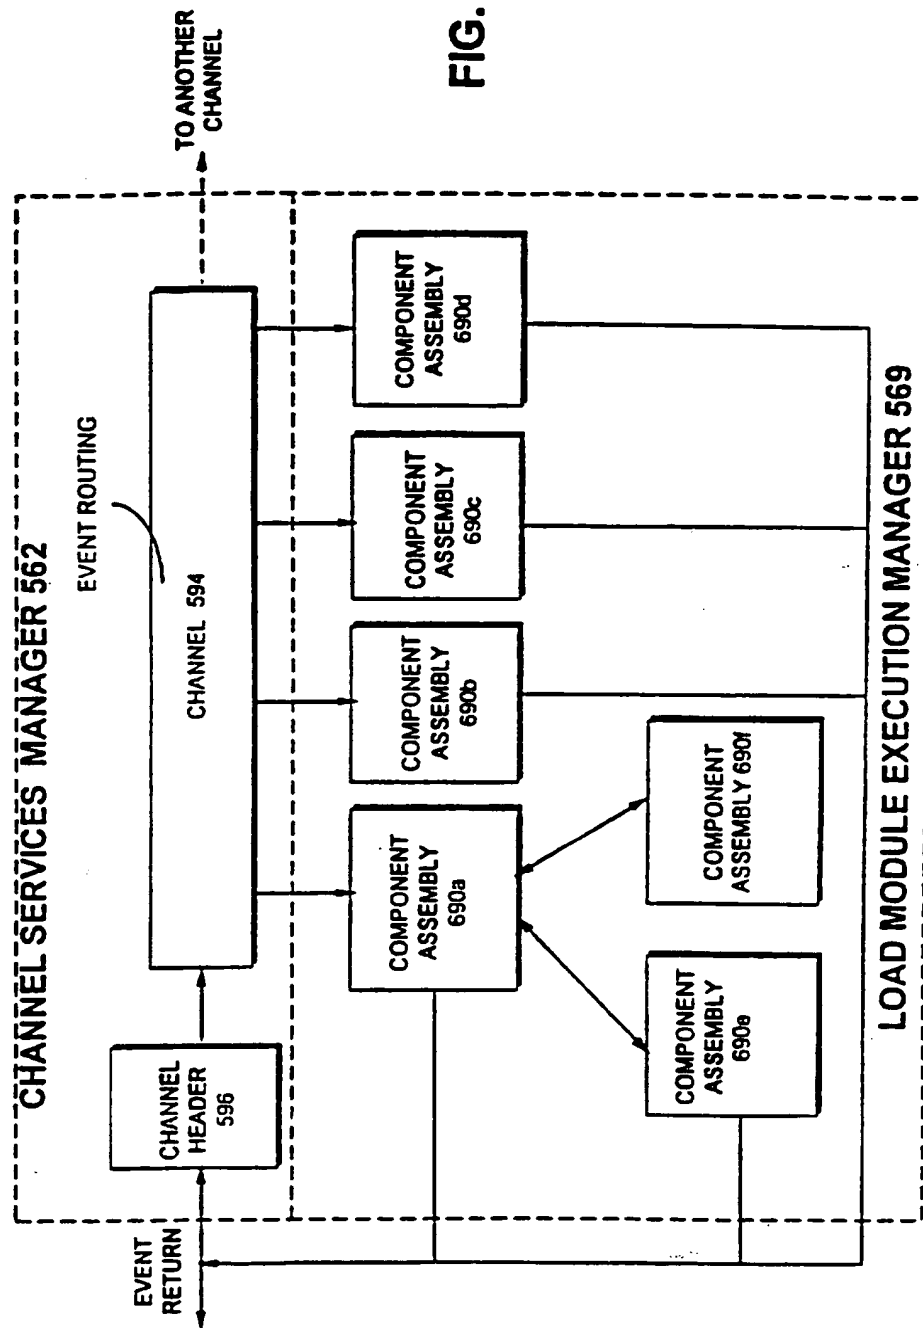 CHANNEL SERVICES MANAGER 562
EVENT
RETURN
CHANNEL
HEADER
596
EVENT ROUTING
CHANNEL 594
TO ANOTHER
CHANNEL
COMPONENT
ASSEMBLY
690a
COMPONENT
ASSEMBLY
690b
COMPONENT
ASSEMBLY
690c
COMPONENT
ASSEMBLY
690d
COMPONENT
ASSEMBLY
690e
COMPONENT
ASSEMBLY 690f
LOAD MODULE EXECUTION MANAGER 569
FIG.